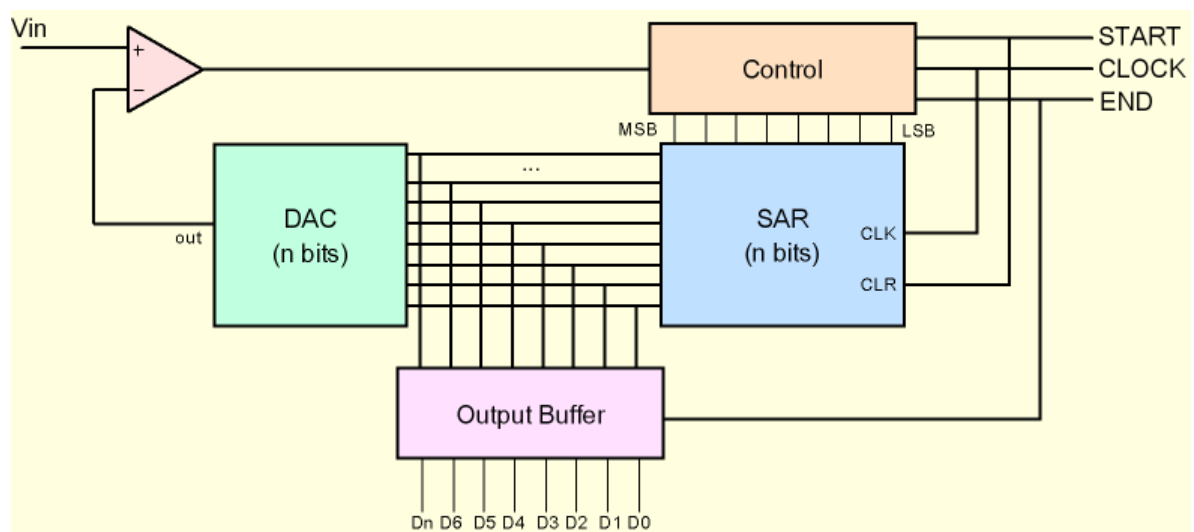 Vin
+
−
Control
START
CLOCK
END
MSB
LSB
...
DAC
(n bits)
out
SAR
(n bits)
CLK
CLR
Output Buffer
Dn D6 D5 D4 D3 D2 D1 D0